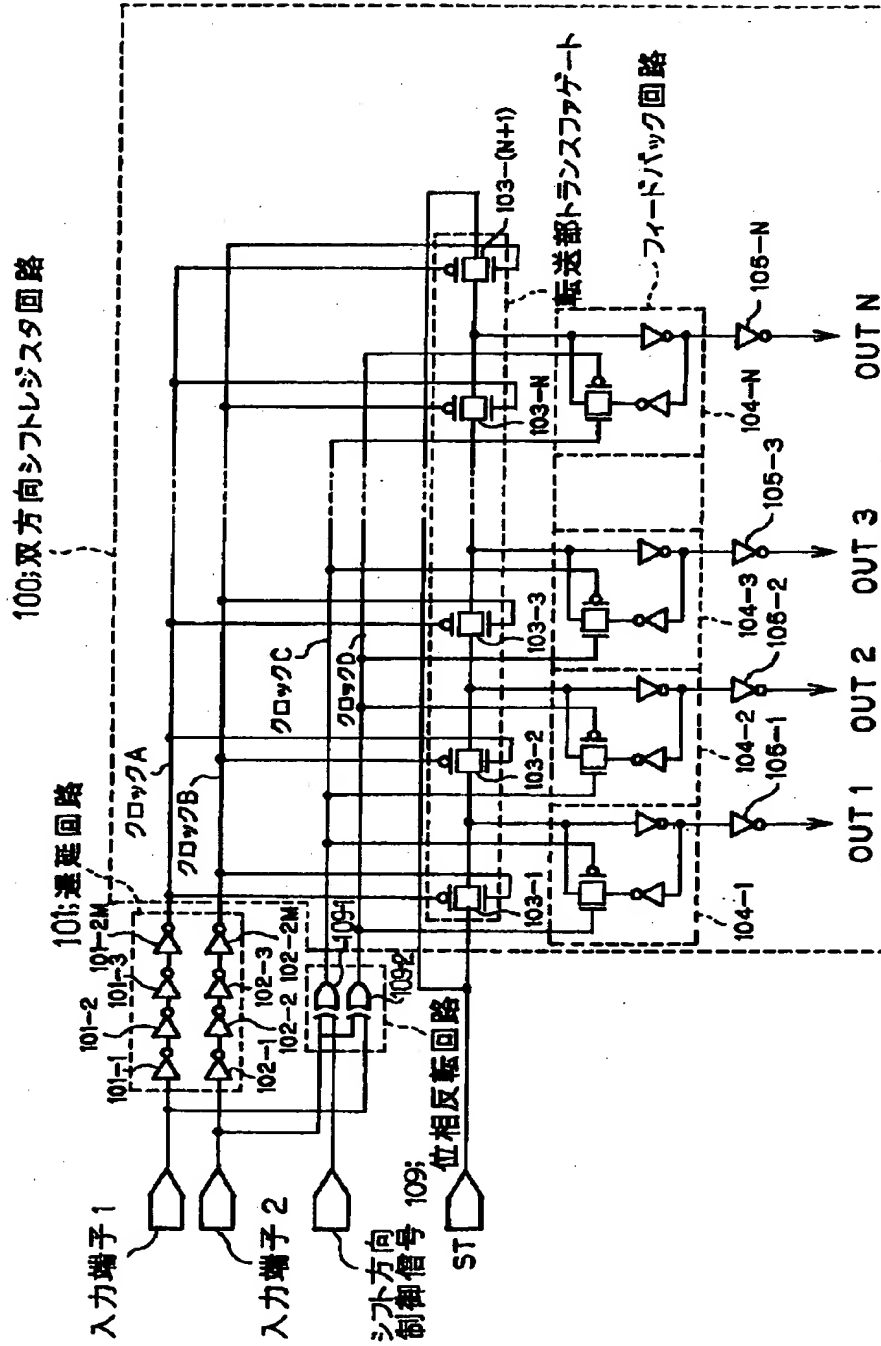 100;双方向シフトレジスタ回路
101;遅延回路
101-1
101-2
101-3
101-2M
102-1
102-2
102-3
102-2M
入力端子1
入力端子2
シフト方向
制御信号
109;
位相反転回路
ST
109-1
109-2
クロックA
クロックB
クロックC
クロックD
103-1
103-2
103-3
103-N
103-(N+1)
転送部トランスファゲート
フィードバック回路
104-1
104-2
104-3
104-N
105-1
105-2
105-3
105-N
OUT 1
OUT 2
OUT 3
OUT N